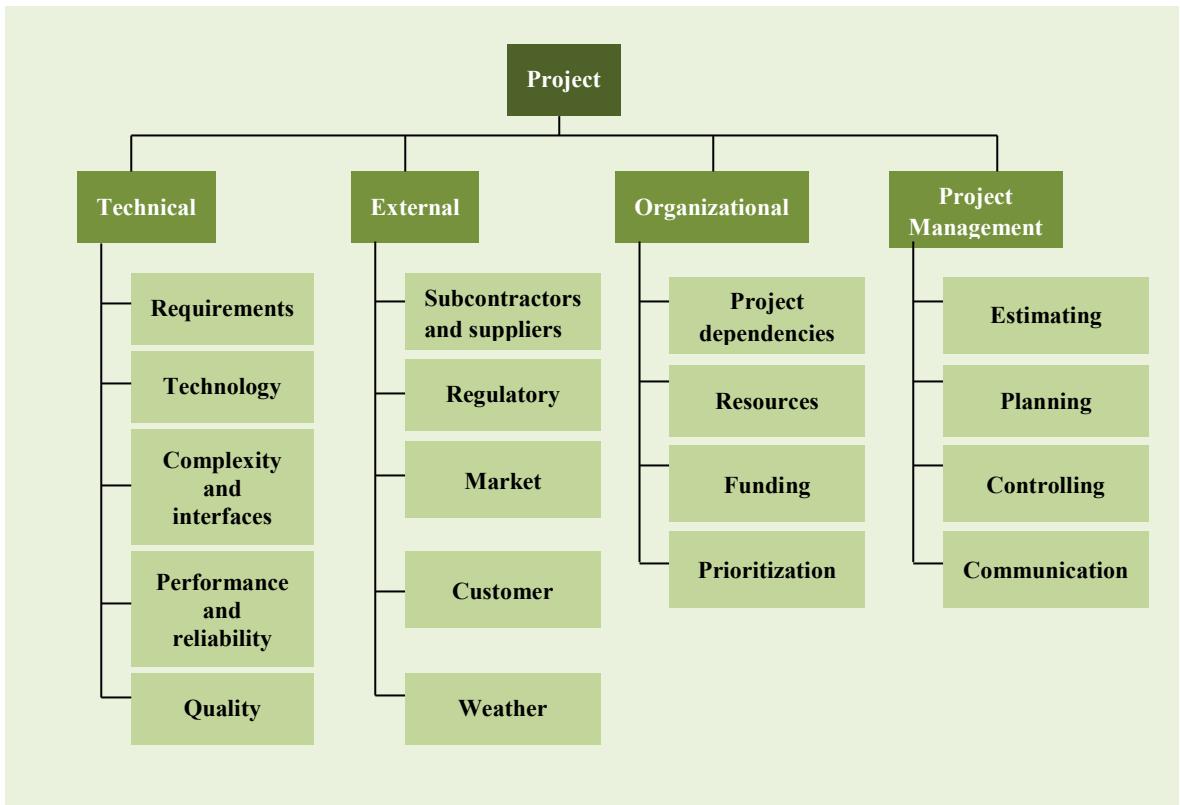 Project
Technical
External
Organizational
Project
Management
Requirements
Technology
Complexity
and
interfaces
Performance
and
reliability
Quality
Subcontractors
and suppliers
Regulatory
Market
Customer
Weather
Project
dependencies
Resources
Funding
Prioritization
Estimating
Planning
Controlling
Communication